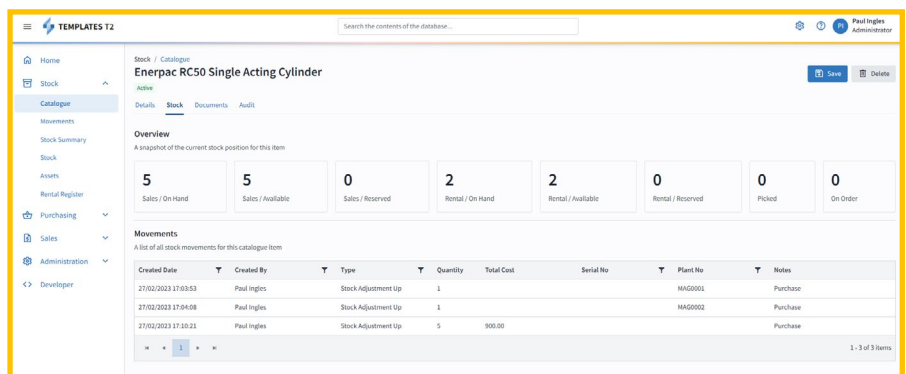 TEMPLATES T2
Search the contents of the database...
PI
Paul Ingles
Administrator
Home
Stock
Catalogue
Movements
Stock Summary
Stock
Assets
Rental Register
Purchasing
Sales
Administration
Developer
Stock / Catalogue
Enerpac RC50 Single Acting Cylinder
Active
Save
Delete
Details Stock Documents Audit
Overview
A snapshot of the current stock position for this item
5 5 0 2 2 0 0 0
Sales / On Hand Sales / Available Sales / Reserved Rental / On Hand Rental / Available Rental / Reserved Picked On Order
Movements
A list of all stock movements for this catalogue item
Created Date Created By Type Quantity Total Cost Serial No Plant No Notes
27/02/2023 17:03:53 Paul Ingles Stock Adjustment Up 1 MAG0001 Purchase
27/02/2023 17:04:08 Paul Ingles Stock Adjustment Up 1 MAG0002 Purchase
27/02/2023 17:10:21 Paul Ingles Stock Adjustment Up 5 900.00 Purchase
1
1 - 3 of 3 items